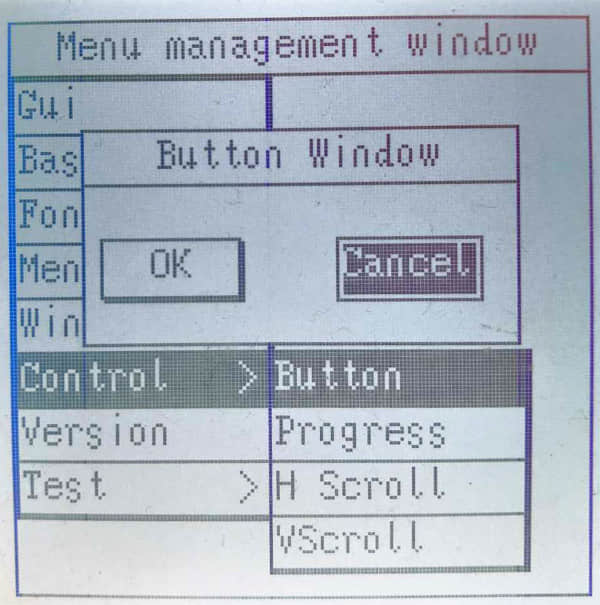 Menu management window
Gui
Bas
Button Window
Fon
Men
OK
Cancel
Win
Control >
Button
Version
Progress
Test >
H Scroll
VScroll